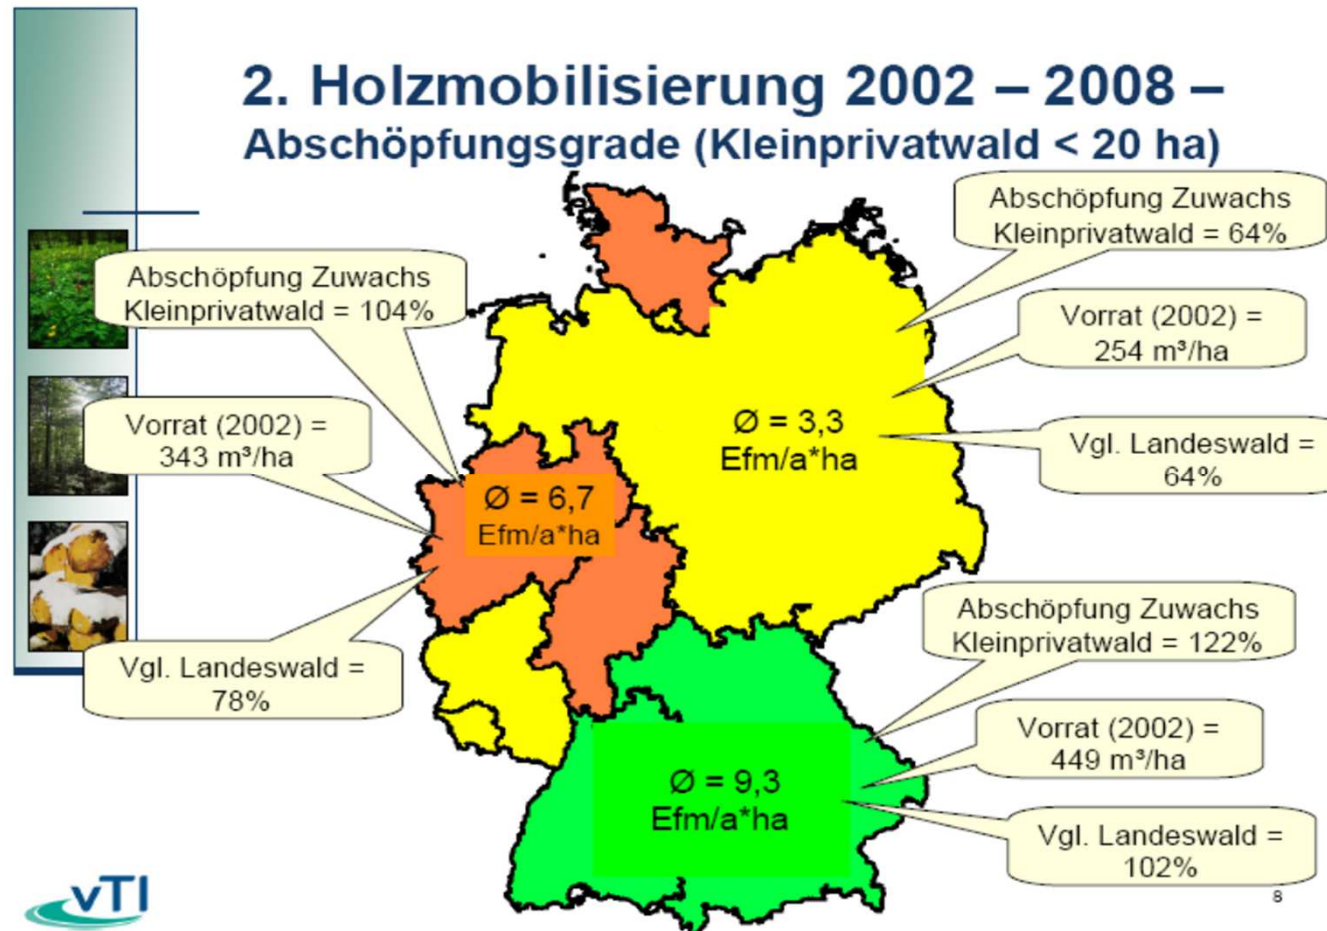 2. Holzmobilisierung 2002 – 2008 –
Abschöpfungsgrade (Kleinprivatwald < 20 ha)
Abschöpfung Zuwachs
Kleinprivatwald = 64%
Abschöpfung Zuwachs
Kleinprivatwald = 104%
Vorrat (2002) =
254 m³/ha
Vorrat (2002) =
343 m³/ha
Ø = 3,3
Efm/a*ha
Vgl. Landeswald =
64%
Ø = 6,7
Efm/a*ha
Vgl. Landeswald =
78%
Abschöpfung Zuwachs
Kleinprivatwald = 122%
Vorrat (2002) =
449 m³/ha
Ø = 9,3
Efm/a*ha
Vgl. Landeswald =
102%
vTI
8